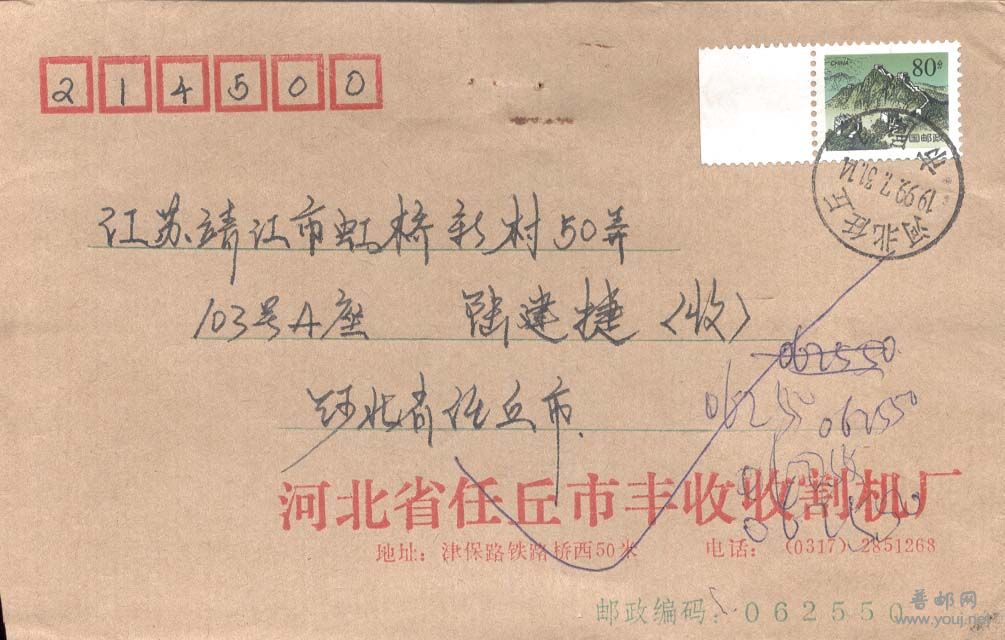 214500
CHINA 80分
中国邮政
河北任丘
1999.7.31.14
江苏靖江市虹桥新村50弄
103号A座 陆建捷（收）
河北省任丘市
062550
06250
062550
河北省任丘市丰收收割机厂
地址：津保路铁路桥西50米 电话：（0317）2851268
邮政编码：062550
普邮网
www.youj.net